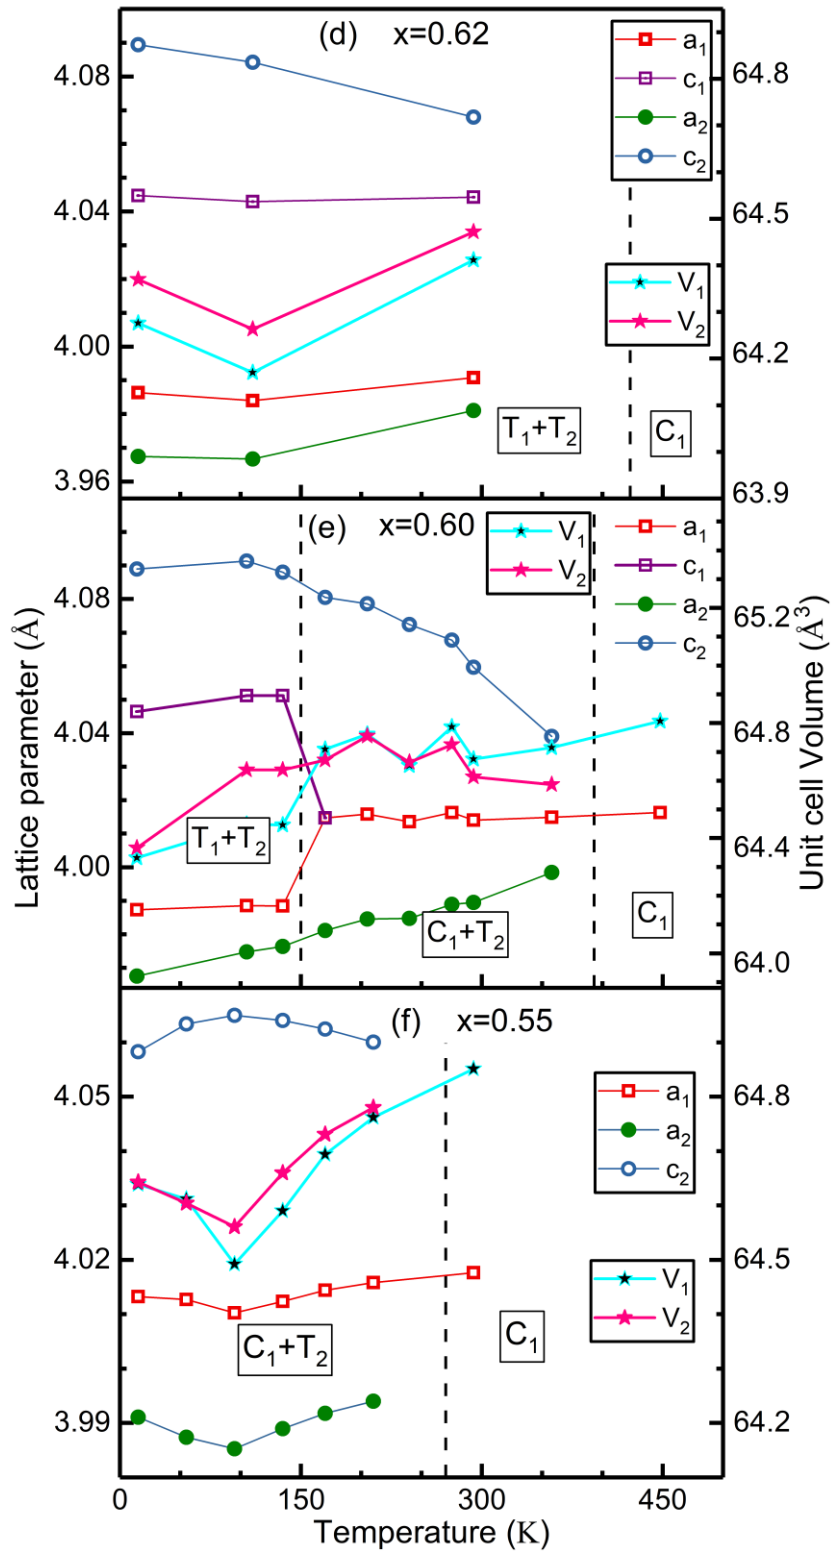 (d) x=0.62
a₁
c₁
a₂
c₂
V₁
V₂
T₁+T₂
C₁
4.08
4.04
4.00
3.96
64.8
64.5
64.2
63.9
(e) x=0.60
V₁
V₂
a₁
c₁
a₂
c₂
T₁+T₂
C₁+T₂
C₁
4.08
4.04
4.00
65.2
64.8
64.4
64.0
Lattice parameter (Å)
Unit cell Volume (Å³)
(f) x=0.55
a₁
a₂
c₂
V₁
V₂
C₁+T₂
C₁
4.05
4.02
3.99
64.8
64.5
64.2
0 150 300 450
Temperature (K)